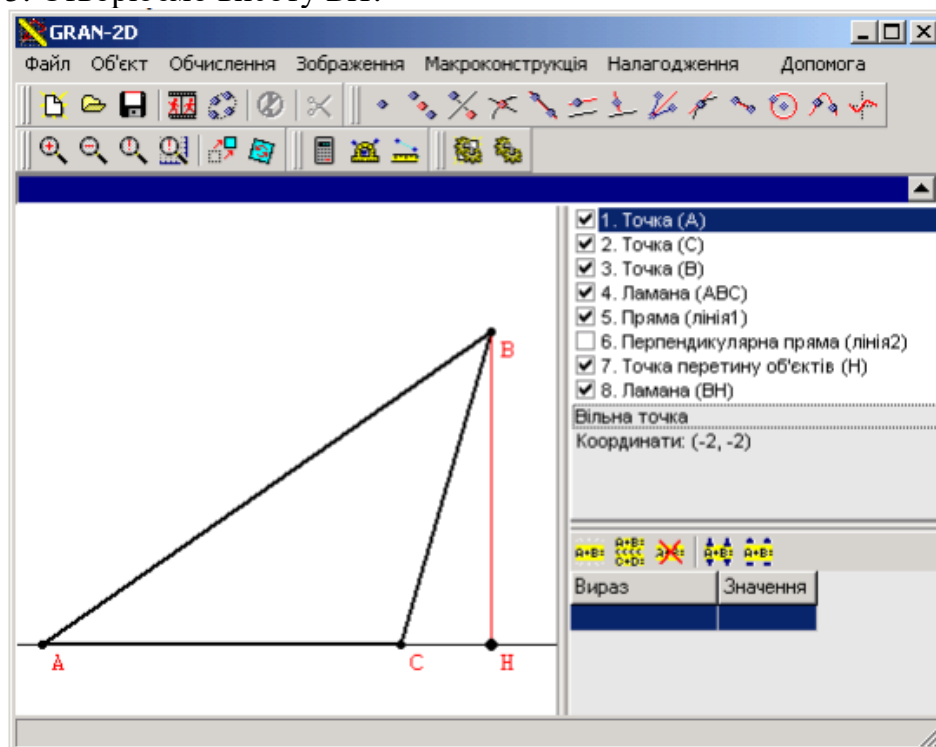 GRAN-2D
Файл Об'єкт Обчислення Зображення Макроконструкція Налагодження Допомога
1. Точка (A)
2. Точка (C)
3. Точка (B)
4. Ламана (ABC)
5. Пряма (лінія1)
6. Перпендикулярна пряма (лінія2)
7. Точка перетину об'єктів (H)
8. Ламана (BH)
Вільна точка
Координати: (-2, -2)
Вираз Значення
B
A C H